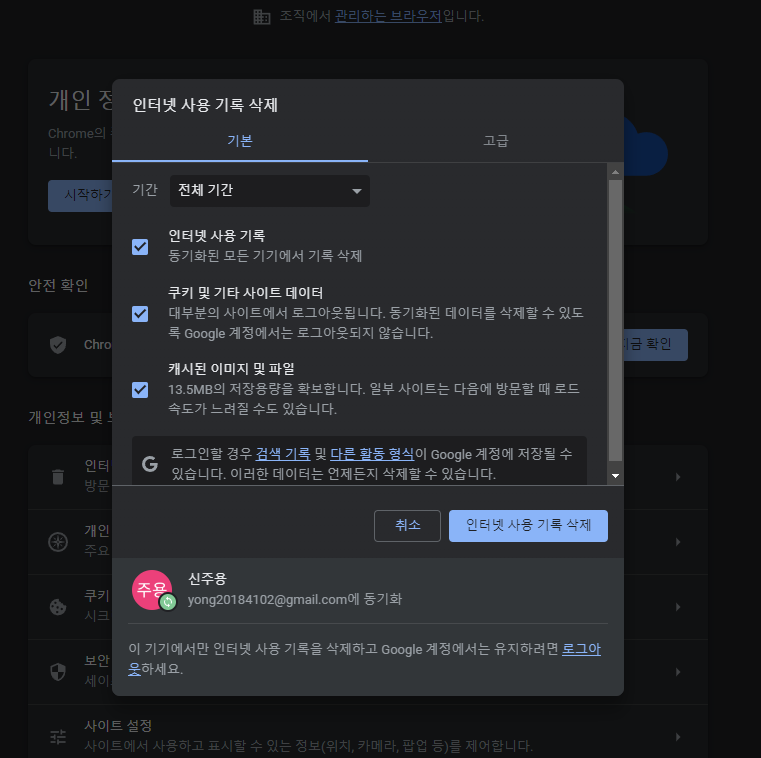 조직에서 관리하는 브라우저입니다.
개인 정
Chrome의
니다.
시작하기
인터넷 사용 기록 삭제
기본
고급
기간
전체 기간
인터넷 사용 기록
동기화된 모든 기기에서 기록 삭제
쿠키 및 기타 사이트 데이터
대부분의 사이트에서 로그아웃됩니다. 동기화된 데이터를 삭제할 수 있도
록 Google 계정에서는 로그아웃되지 않습니다.
캐시된 이미지 및 파일
13.5MB의 저장용량을 확보합니다. 일부 사이트는 다음에 방문할 때 로드
속도가 느려질 수도 있습니다.
G 로그인할 경우 검색 기록 및 다른 활동 형식이 Google 계정에 저장될 수
있습니다. 이러한 데이터는 언제든지 삭제할 수 있습니다.
취소
인터넷 사용 기록 삭제
주용
신주용
yong20184102@gmail.com에 동기화
이 기기에서만 인터넷 사용 기록을 삭제하고 Google 계정에서는 유지하려면 로그아
웃하세요.
안전 확인
Chro
지금 확인
개인정보 및 보
인터
방문
개인
주요
쿠키
시크
보안
세이
사이트 설정
사이트에서 사용하고 표시할 수 있는 정보(위치, 카메라, 팝업 등)를 제어합니다.